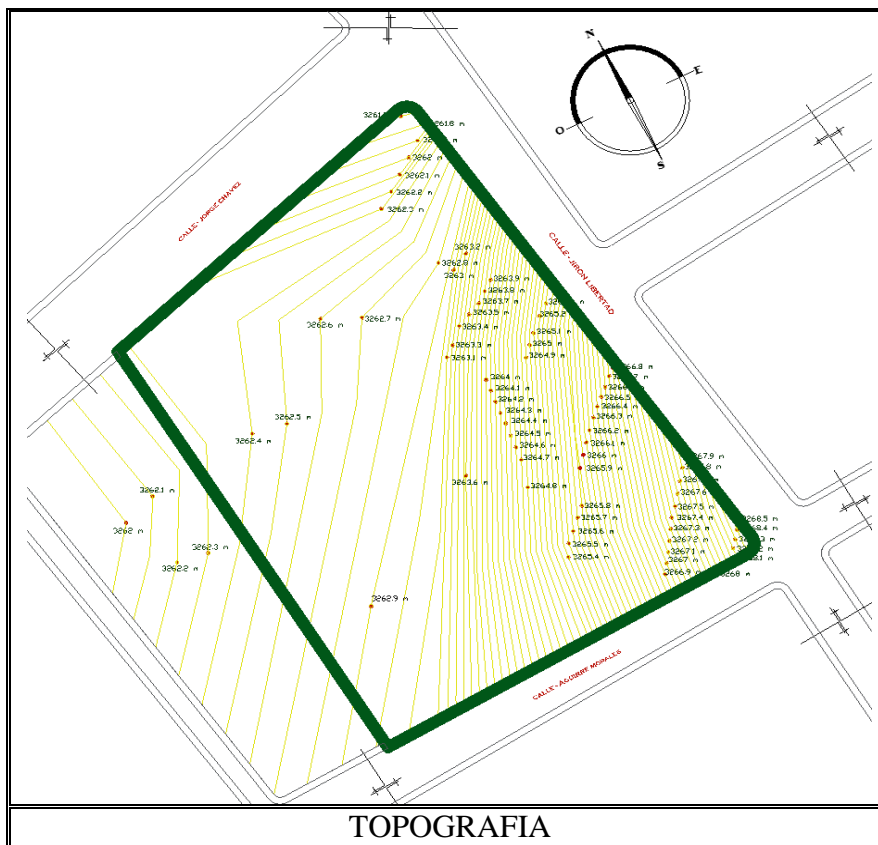 N
E
O
S
3261.8 m
3262 m
3262.1 m
3262.2 m
3262.3 m
CALLE - JORGE CHAVEZ
CALLE - JIRON LIBERTAD
3263.2 m
3262.8 m
3263 m
3263.9 m
3263.8 m
3263.7 m
3263.5 m
3263.4 m
3263.3 m
3263.1 m
3265.2 m
3265.1 m
3265 m
3264.9 m
3262.6 m
3262.7 m
3264 m
3264.1 m
3264.2 m
3264.3 m
3264.4 m
3264.5 m
3264.6 m
3264.7 m
3264.8 m
3266.8 m
3266.5 m
3266.4 m
3266.3 m
3266.2 m
3266.1 m
3266 m
3265.9 m
3262.5 m
3262.4 m
3263.6 m
3267.9 m
3267.6 m
3267.5 m
3267.4 m
3267.3 m
3267.2 m
3267.1 m
3267 m
3266.9 m
3265.8 m
3265.7 m
3265.6 m
3265.5 m
3265.4 m
3268.5 m
3268.4 m
3268 m
3262.1 m
3262 m
3262.3 m
3262.2 m
3262.9 m
CALLE - AGUIRRE MORALES
TOPOGRAFIA